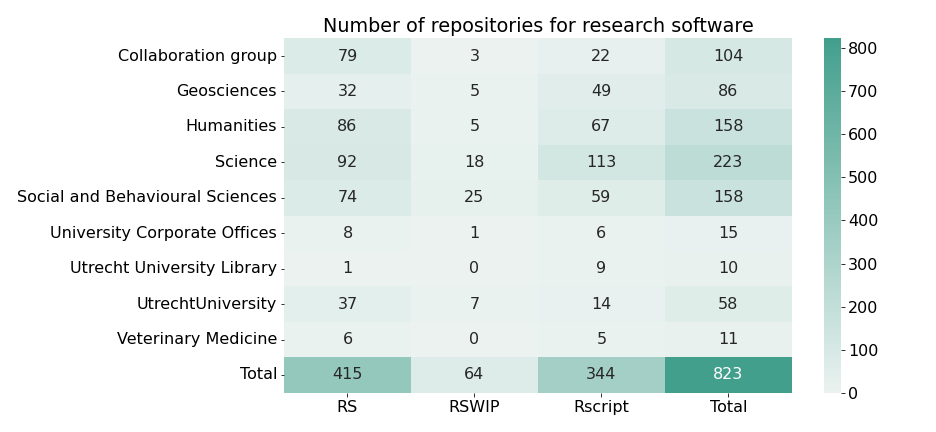 Number of repositories for research software
Collaboration group 79 3 22 104
Geosciences 32 5 49 86
Humanities 86 5 67 158
Science 92 18 113 223
Social and Behavioural Sciences 74 25 59 158
University Corporate Offices 8 1 6 15
Utrecht University Library 1 0 9 10
UtrechtUniversity 37 7 14 58
Veterinary Medicine 6 0 5 11
Total 415 64 344 823
RS RSWIP Rscript Total
800
700
600
500
400
300
200
100
0